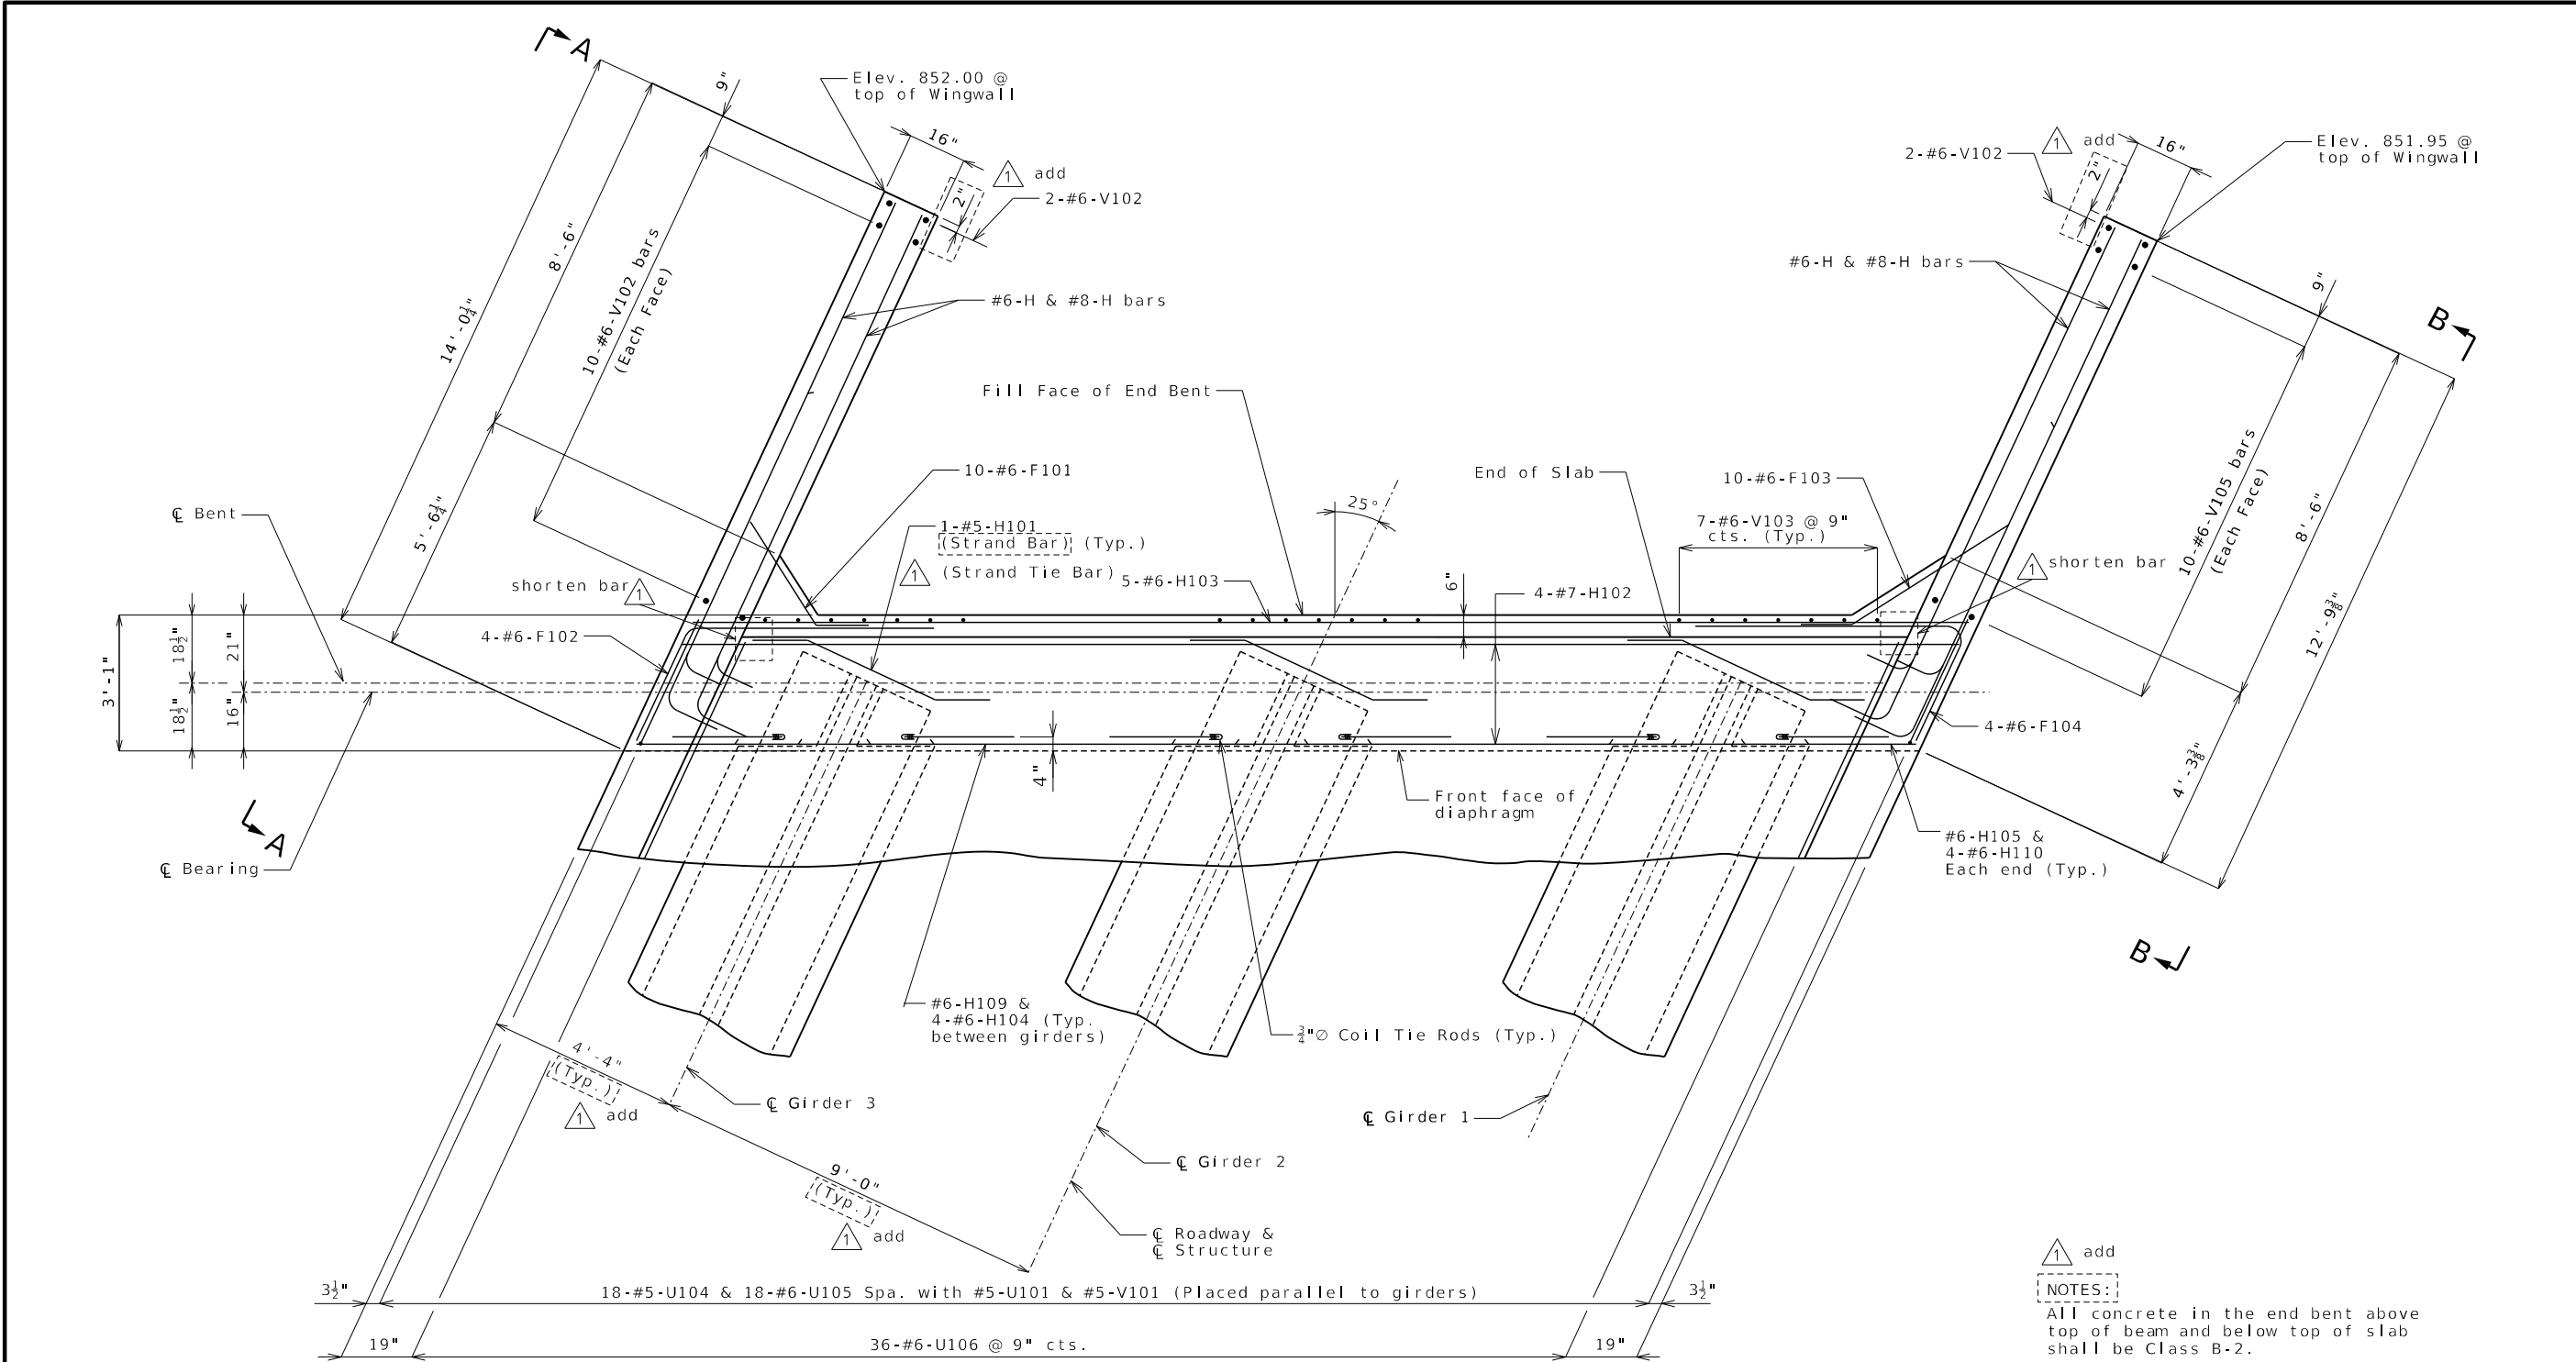 A
9"
Elev. 852.00 @
top of Wingwall
16"
1 add
2"
2-#6-V102
8'-6"
14'-0¼"
10-#6-V102 bars
(Each Face)
#6-H & #8-H bars
5'-6¼"
2-#6-V102
1 add
2"
16"
Elev. 851.95 @
top of Wingwall
#6-H & #8-H bars
9"
B
10-#6-V105 bars
(Each Face)
8'-6"
12'-9⅜"
4'-3⅜"
Fill Face of End Bent
End of Slab
10-#6-F101
25°
10-#6-F103
7-#6-V103 @ 9"
cts. (Typ.)
℄ Bent
1-#5-H101
(Strand Bar) (Typ.)
1 (Strand Tie Bar)
5-#6-H103
shorten bar 1
1 shorten bar
6"
4-#7-H102
4-#6-F102
3'-1"
18½"
21"
18½"
16"
4-#6-F104
4"
Front face of
diaphragm
A
℄ Bearing
#6-H105 &
4-#6-H110
Each end (Typ.)
B
#6-H109 &
4-#6-H104 (Typ.
between girders)
¾"∅ Coil Tie Rods (Typ.)
4'-4"
(Typ.)
1 add
℄ Girder 3
℄ Girder 1
℄ Girder 2
9'-0"
(Typ.)
1 add
℄ Roadway &
℄ Structure
3½"
18-#5-U104 & 18-#6-U105 Spa. with #5-U101 & #5-V101 (Placed parallel to girders)
3½"
19"
36-#6-U106 @ 9" cts.
19"
1 add
NOTES:
All concrete in the end bent above
top of beam and below top of slab
shall be Class B-2.